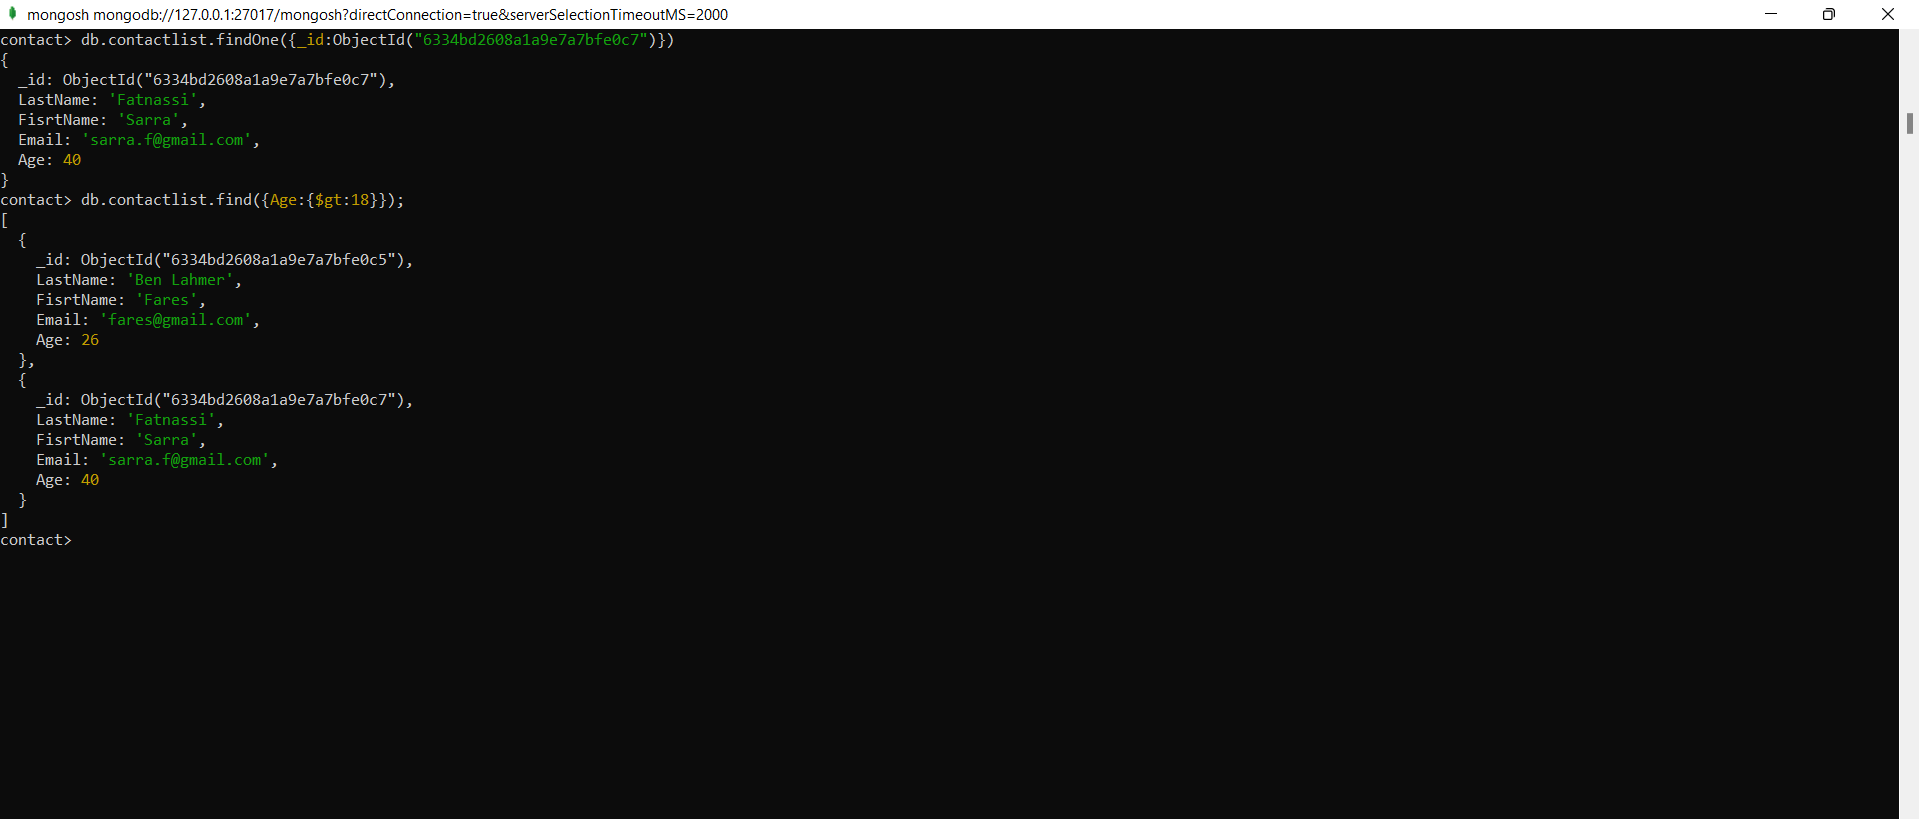 mongosh mongodb://127.0.0.1:27017/mongosh?directConnection=true&serverSelectionTimeoutMS=2000
contact> db.contactlist.findOne({_id:ObjectId("6334bd2608a1a9e7a7bfe0c7")})
{
  _id: ObjectId("6334bd2608a1a9e7a7bfe0c7"),
  LastName: 'Fatnassi',
  FisrtName: 'Sarra',
  Email: 'sarra.f@gmail.com',
  Age: 40
}
contact> db.contactlist.find({Age:{$gt:18}});
[
  {
    _id: ObjectId("6334bd2608a1a9e7a7bfe0c5"),
    LastName: 'Ben Lahmer',
    FisrtName: 'Fares',
    Email: 'fares@gmail.com',
    Age: 26
  },
  {
    _id: ObjectId("6334bd2608a1a9e7a7bfe0c7"),
    LastName: 'Fatnassi',
    FisrtName: 'Sarra',
    Email: 'sarra.f@gmail.com',
    Age: 40
  }
]
contact>